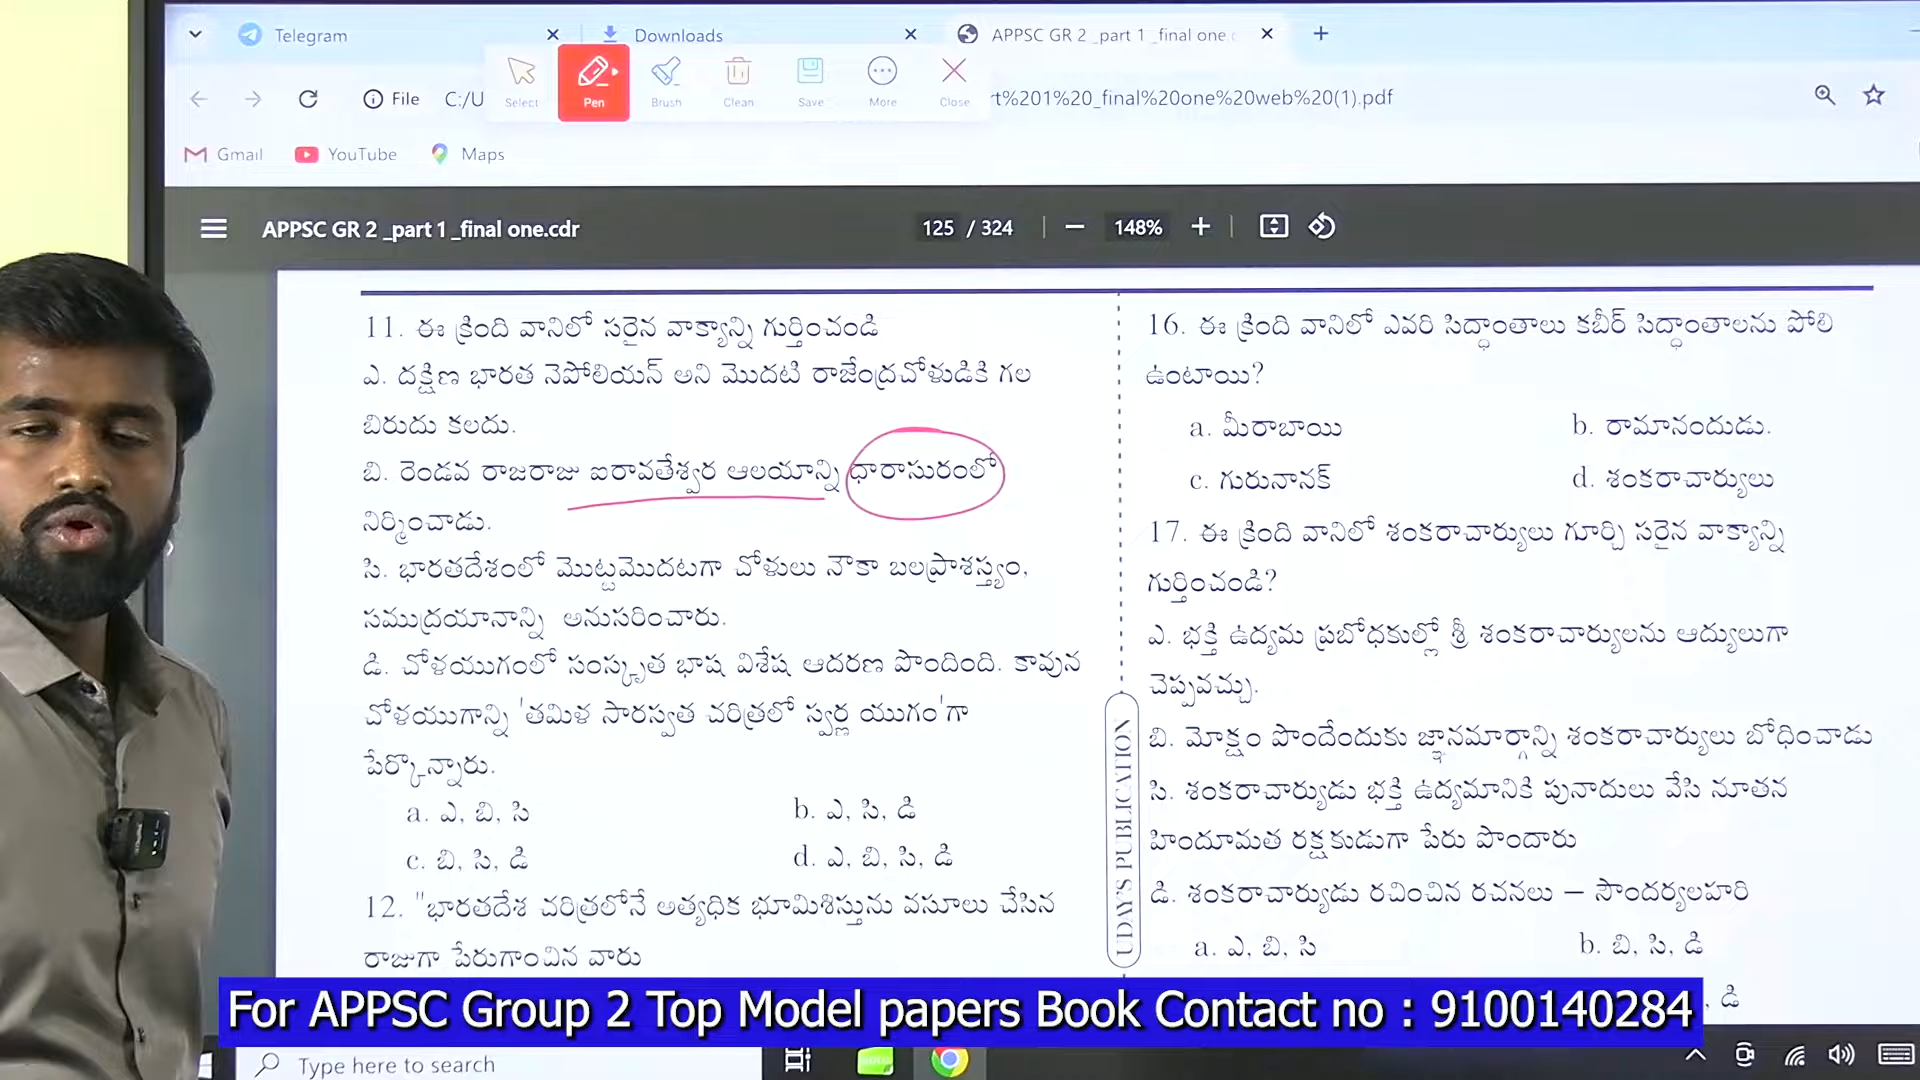 Telegram
Downloads
APPSC GR 2 _part 1 _final one.c
File C:/U rt%201%20_final%20one%20web%20(1).pdf
Select Pen Brush Clean Save More Close
Gmail YouTube Maps
APPSC GR 2 _part 1 _final one.cdr 125 / 324 — 148% +
11. ఈ క్రింది వానిలో సరైన వాక్యాన్ని గుర్తించండి
ఎ. దక్షిణ భారత నెపోలియన్ అని మొదటి రాజేంద్రచోళుడికి గల
బిరుదు కలదు.
బి. రెండవ రాజరాజు ఐరావతేశ్వర ఆలయాన్ని ధారాసురంలో
నిర్మించాడు.
సి. భారతదేశంలో మొట్టమొదటగా చోళులు నౌకా బలప్రాశస్త్యం,
సముద్రయానాన్ని అనుసరించారు.
డి. చోళయుగంలో సంస్కృత భాష విశేష ఆదరణ పొందింది. కావున
చోళయుగాన్ని 'తమిళ సారస్వత చరిత్రలో స్వర్ణ యుగం'గా
పేర్కొన్నారు.
a. ఎ, బి, సి b. ఎ, సి, డి
c. బి, సి, డి d. ఎ, బి, సి, డి
12. "భారతదేశ చరిత్రలోనే అత్యధిక భూమిశిస్తును వసూలు చేసిన
రాజుగా పేరుగాంచిన వారు
UDAY'S PUBLICATION
16. ఈ క్రింది వానిలో ఎవరి సిద్ధాంతాలు కబీర్ సిద్ధాంతాలను పోలి
ఉంటాయి?
a. మీరాబాయి b. రామానందుడు.
c. గురునానక్ d. శంకరాచార్యులు
17. ఈ క్రింది వానిలో శంకరాచార్యులు గూర్చి సరైన వాక్యాన్ని
గుర్తించండి?
ఎ. భక్తి ఉద్యమ ప్రబోధకుల్లో శ్రీ శంకరాచార్యులను ఆద్యులుగా
చెప్పవచ్చు.
బి. మోక్షం పొందేందుకు జ్ఞానమార్గాన్ని శంకరాచార్యులు బోధించాడు
సి. శంకరాచార్యుడు భక్తి ఉద్యమానికి పునాదులు వేసి నూతన
హిందూమత రక్షకుడుగా పేరు పొందారు
డి. శంకరాచార్యుడు రచించిన రచనలు – సౌందర్యలహరి
a. ఎ, బి, సి b. బి, సి, డి
, డి
For APPSC Group 2 Top Model papers Book Contact no : 9100140284
Type here to search